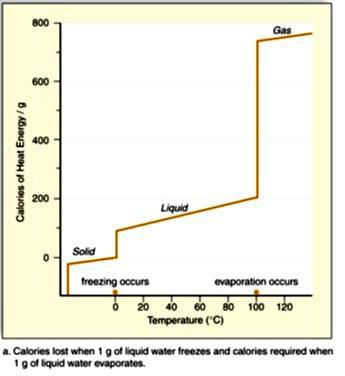 800
Gas
600
400
200
Liquid
Solid
0
freezing occurs
evaporation occurs
0 20 40 60 80 100 120
Temperature (°C)
Calories of Heat Energy / g
a. Calories lost when 1 g of liquid water freezes and calories required when
1 g of liquid water evaporates.